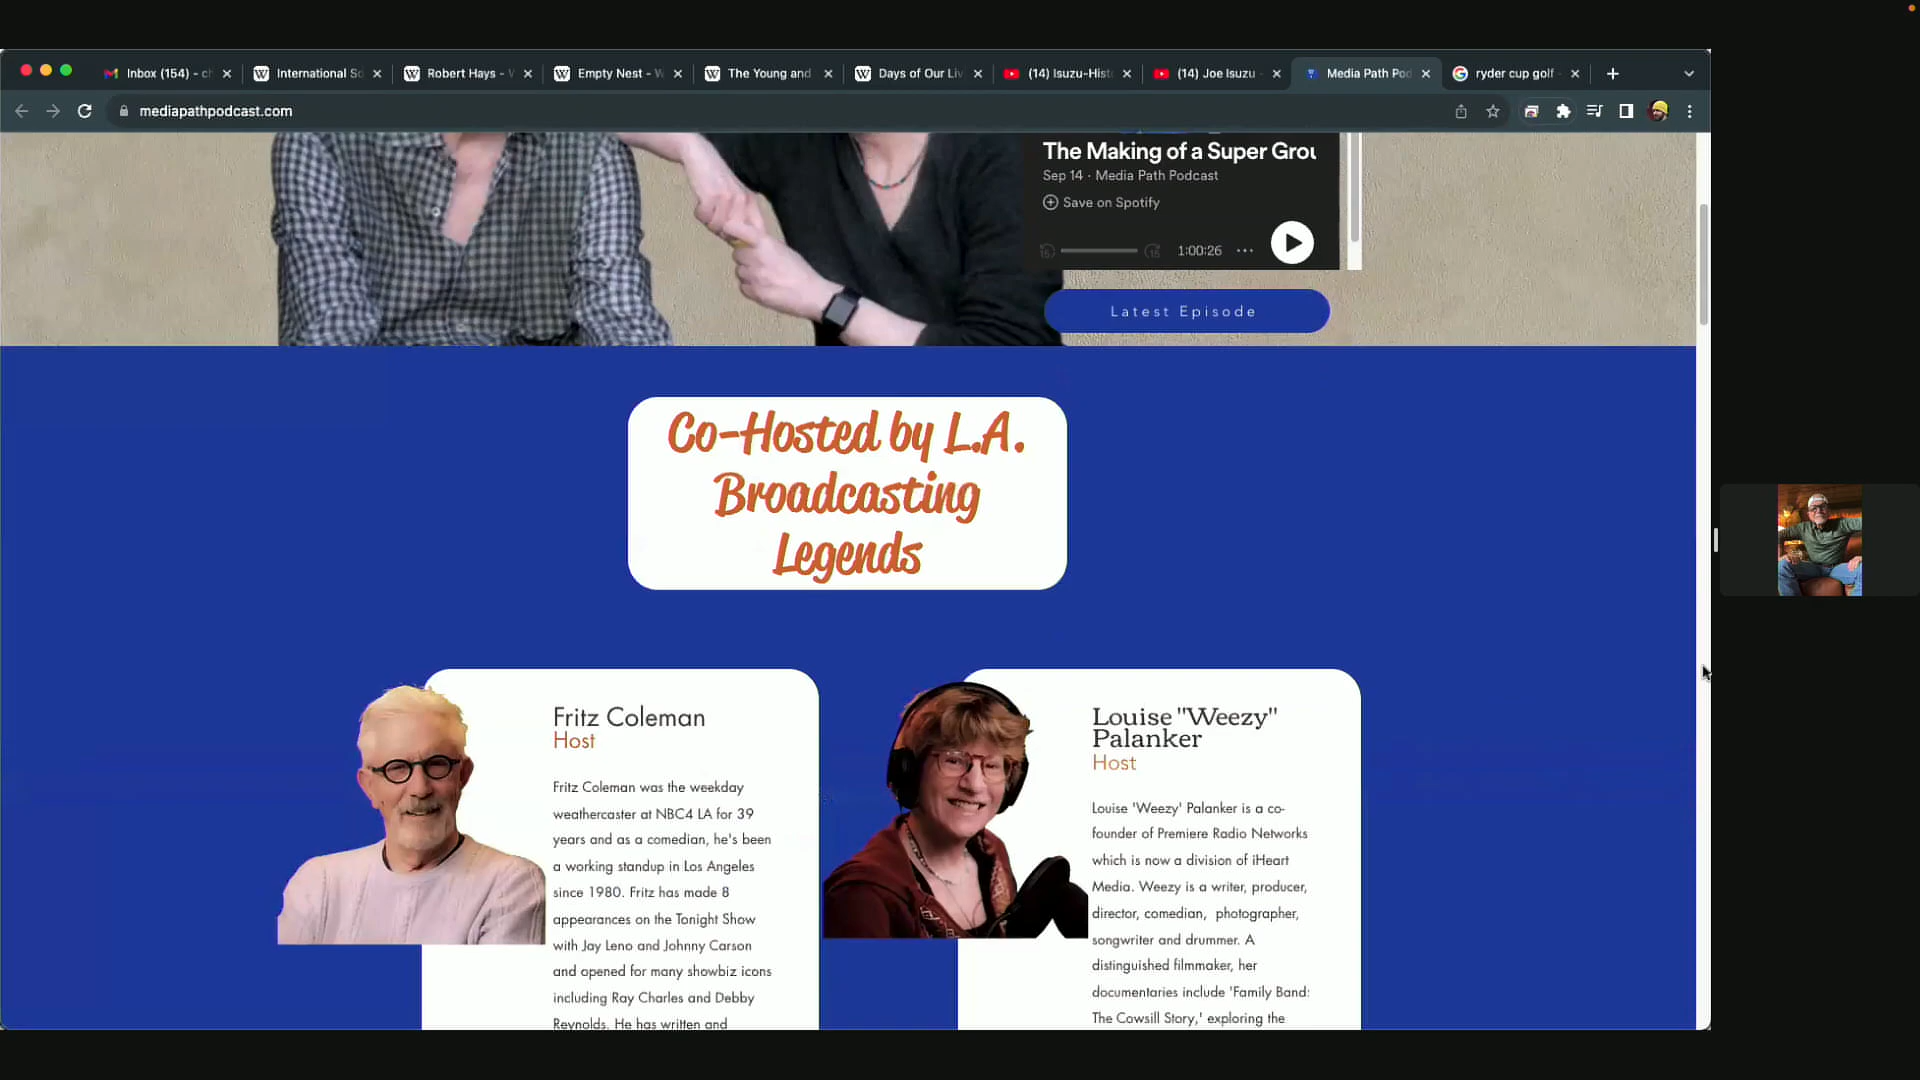 Inbox (154) - c
International S
Robert Hays -
Empty Nest -
The Young and
Days of Our Li
(14) Isuzu-Hist
(14) Joe Isuzu -
Media Path Pod
ryder cup golf
mediapathpodcast.com
The Making of a Super Grou
Sep 14 · Media Path Podcast
Save on Spotify
15
15
1:00:26
Latest Episode
Co-Hosted by L.A.
Broadcasting
Legends
Fritz Coleman
Host
Fritz Coleman was the weekday
weathercaster at NBC4 LA for 39
years and as a comedian, he's been
a working standup in Los Angeles
since 1980. Fritz has made 8
appearances on the Tonight Show
with Jay Leno and Johnny Carson
and opened for many showbiz icons
including Ray Charles and Debby
Reynolds. He has written and
Louise "Weezy"
Palanker
Host
Louise 'Weezy' Palanker is a co-
founder of Premiere Radio Networks
which is now a division of iHeart
Media. Weezy is a writer, producer,
director, comedian, photographer,
songwriter and drummer. A
distinguished filmmaker, her
documentaries include 'Family Band:
The Cowsill Story,' exploring the